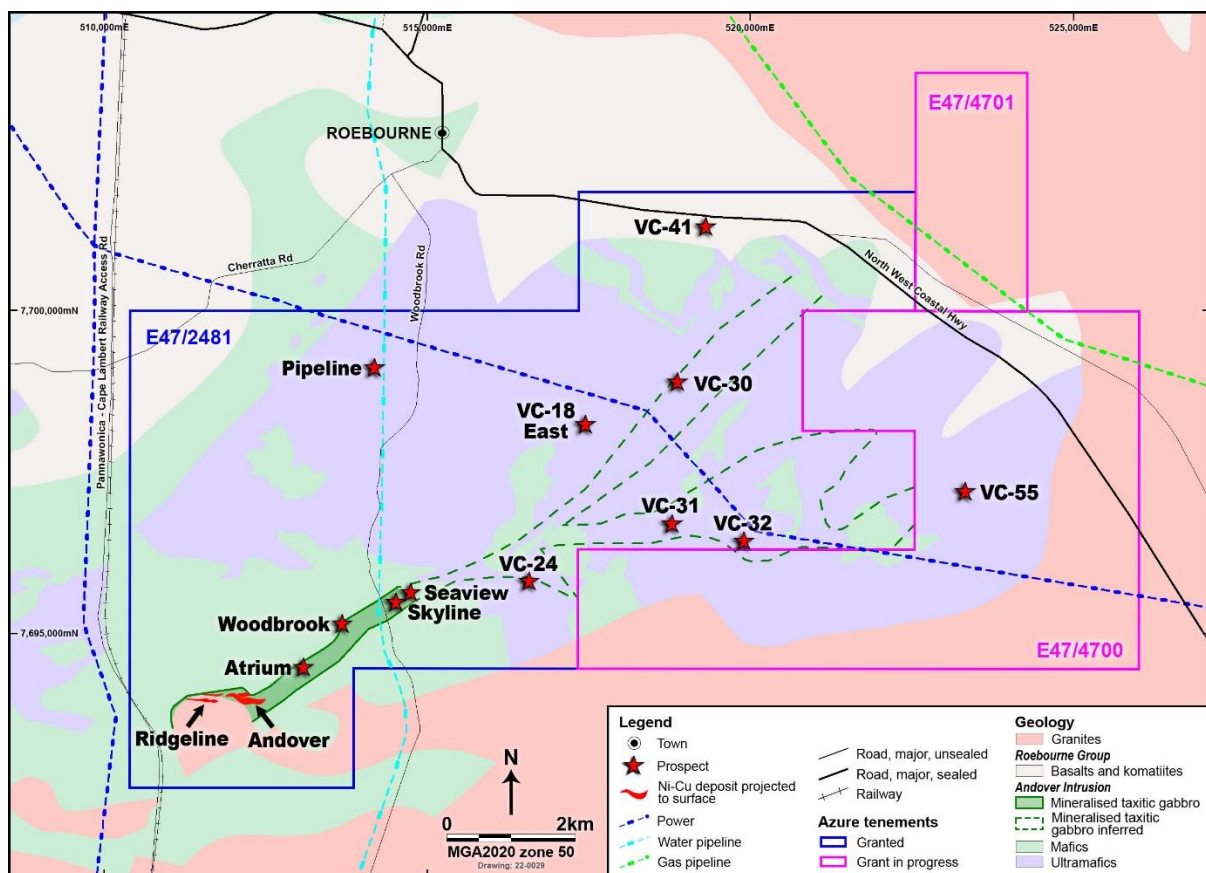 510,000mE
515,000mE
520,000mE
525,000mE
E47/4701
ROEBOURNE
VC-41
Cherratta Rd
Woodbrook Rd
North West Coastal Hwy
Pannawonica - Cape Lambert Railway Access Rd
7,700,000mN
E47/2481
Pipeline
VC-30
VC-18
East
VC-55
VC-31
VC-32
VC-24
Seaview
Skyline
Woodbrook
7,695,000mN
Atrium
E47/4700
Ridgeline
Andover
N
0 2km
MGA2020 zone 50
Drawing: 22-0029
Legend
Town
Prospect
Ni-Cu deposit projected
to surface
Power
Water pipeline
Gas pipeline
Road, major, unsealed
Road, major, sealed
Railway
Azure tenements
Granted
Grant in progress
Geology
Granites
Roebourne Group
Basalts and komatiites
Andover Intrusion
Mineralised taxitic gabbro
Mineralised taxitic
gabbro inferred
Mafics
Ultramafics